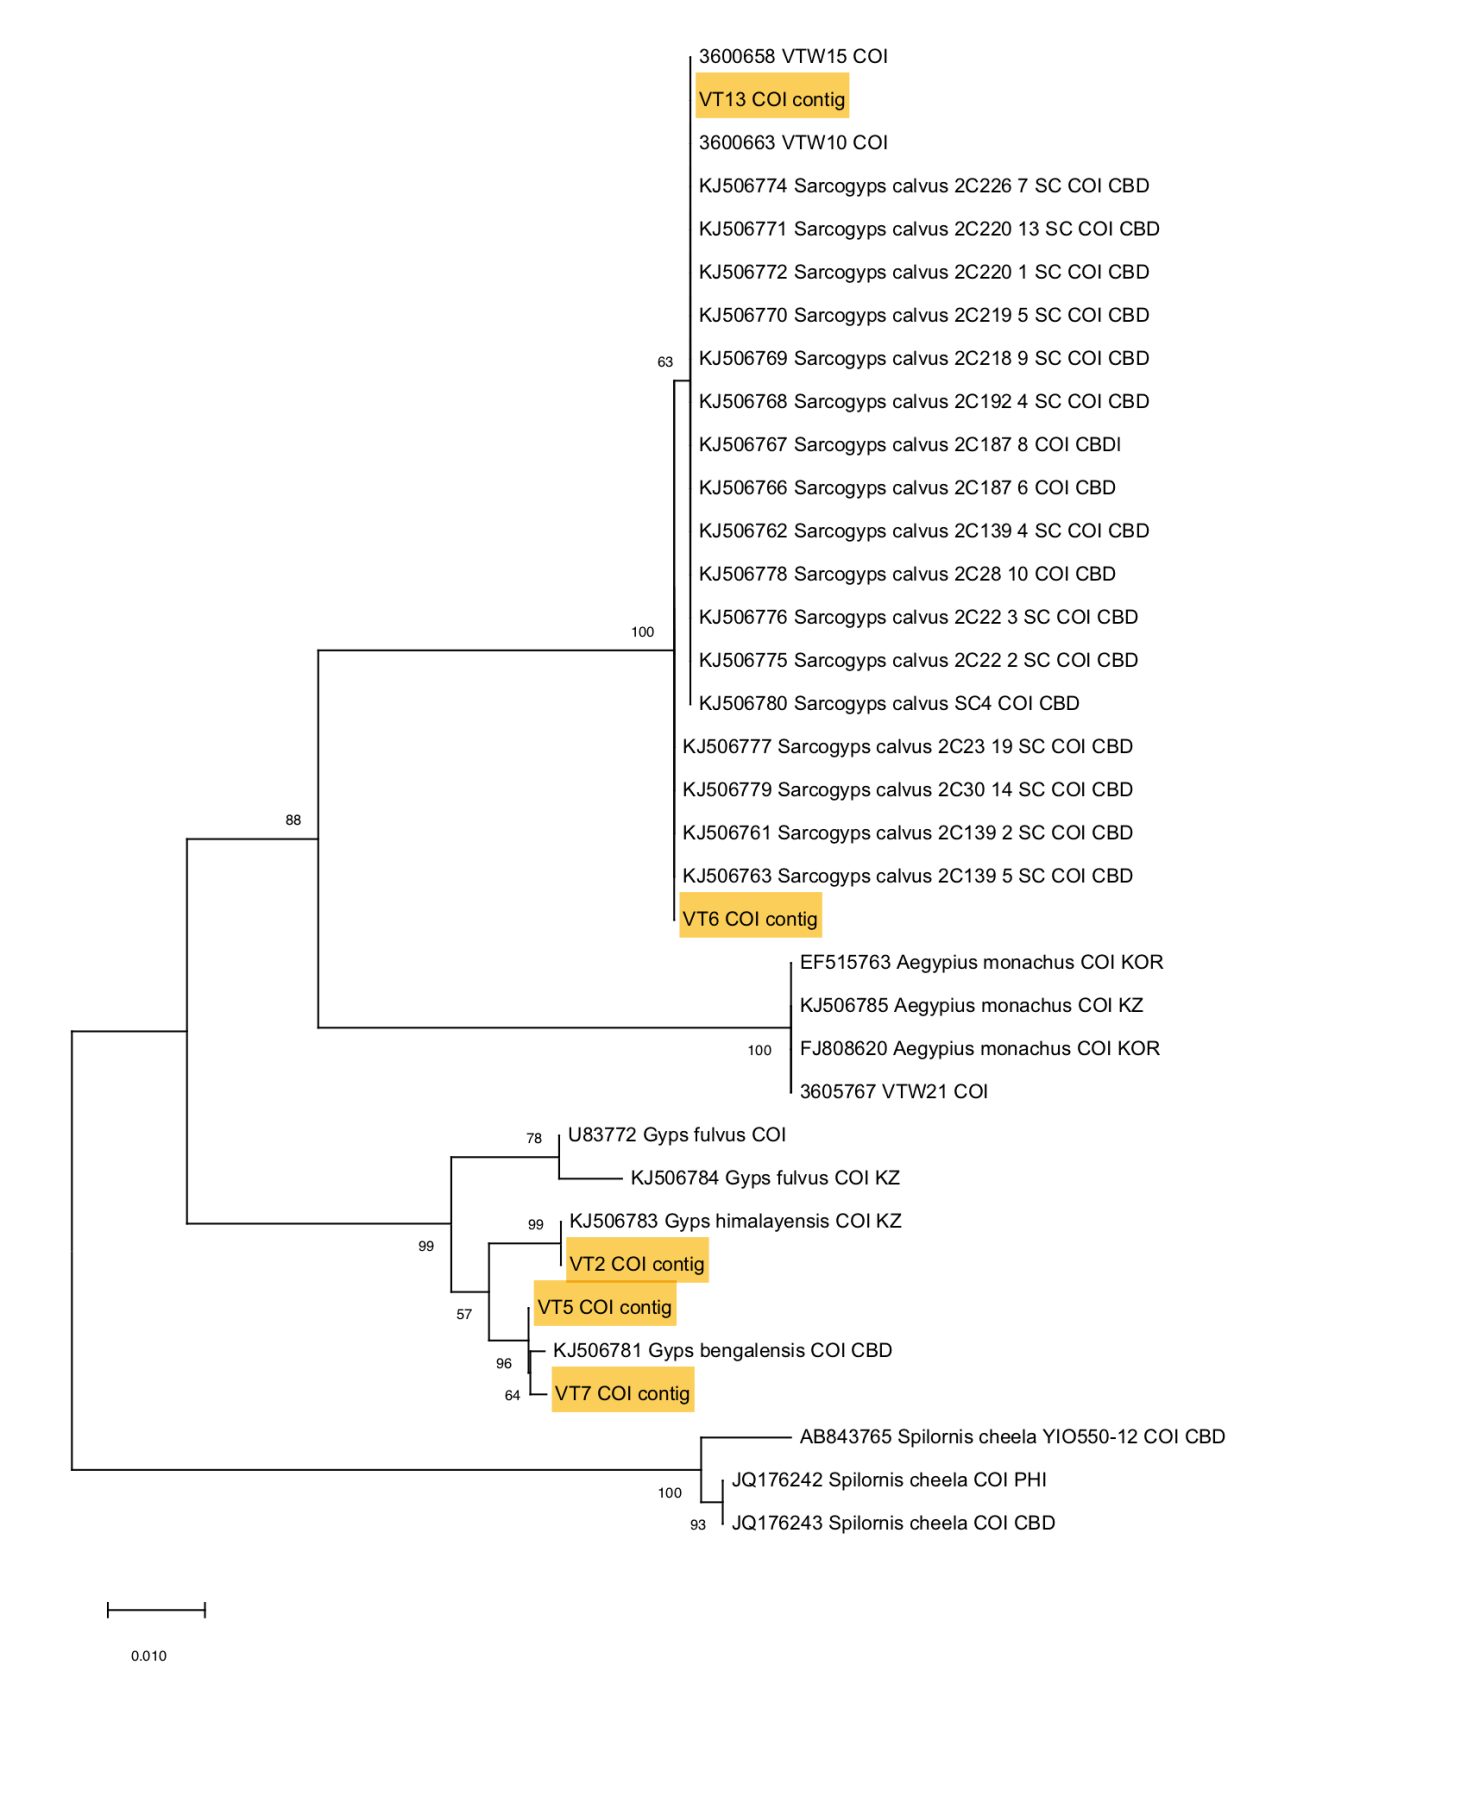 3600658 VTW15 COI
VT13 COI contig
3600663 VTW10 COI
KJ506774 Sarcogyps calvus 2C226 7 SC COI CBD
KJ506771 Sarcogyps calvus 2C220 13 SC COI CBD
KJ506772 Sarcogyps calvus 2C220 1 SC COI CBD
KJ506770 Sarcogyps calvus 2C219 5 SC COI CBD
63
KJ506769 Sarcogyps calvus 2C218 9 SC COI CBD
KJ506768 Sarcogyps calvus 2C192 4 SC COI CBD
KJ506767 Sarcogyps calvus 2C187 8 COI CBDI
KJ506766 Sarcogyps calvus 2C187 6 COI CBD
KJ506762 Sarcogyps calvus 2C139 4 SC COI CBD
KJ506778 Sarcogyps calvus 2C28 10 COI CBD
KJ506776 Sarcogyps calvus 2C22 3 SC COI CBD
100
KJ506775 Sarcogyps calvus 2C22 2 SC COI CBD
KJ506780 Sarcogyps calvus SC4 COI CBD
KJ506777 Sarcogyps calvus 2C23 19 SC COI CBD
KJ506779 Sarcogyps calvus 2C30 14 SC COI CBD
88
KJ506761 Sarcogyps calvus 2C139 2 SC COI CBD
KJ506763 Sarcogyps calvus 2C139 5 SC COI CBD
VT6 COI contig
EF515763 Aegypius monachus COI KOR
KJ506785 Aegypius monachus COI KZ
100
FJ808620 Aegypius monachus COI KOR
3605767 VTW21 COI
78
U83772 Gyps fulvus COI
KJ506784 Gyps fulvus COI KZ
99
KJ506783 Gyps himalayensis COI KZ
99
VT2 COI contig
57
VT5 COI contig
96
KJ506781 Gyps bengalensis COI CBD
64
VT7 COI contig
AB843765 Spilornis cheela YIO550-12 COI CBD
100
JQ176242 Spilornis cheela COI PHI
93
JQ176243 Spilornis cheela COI CBD
0.010